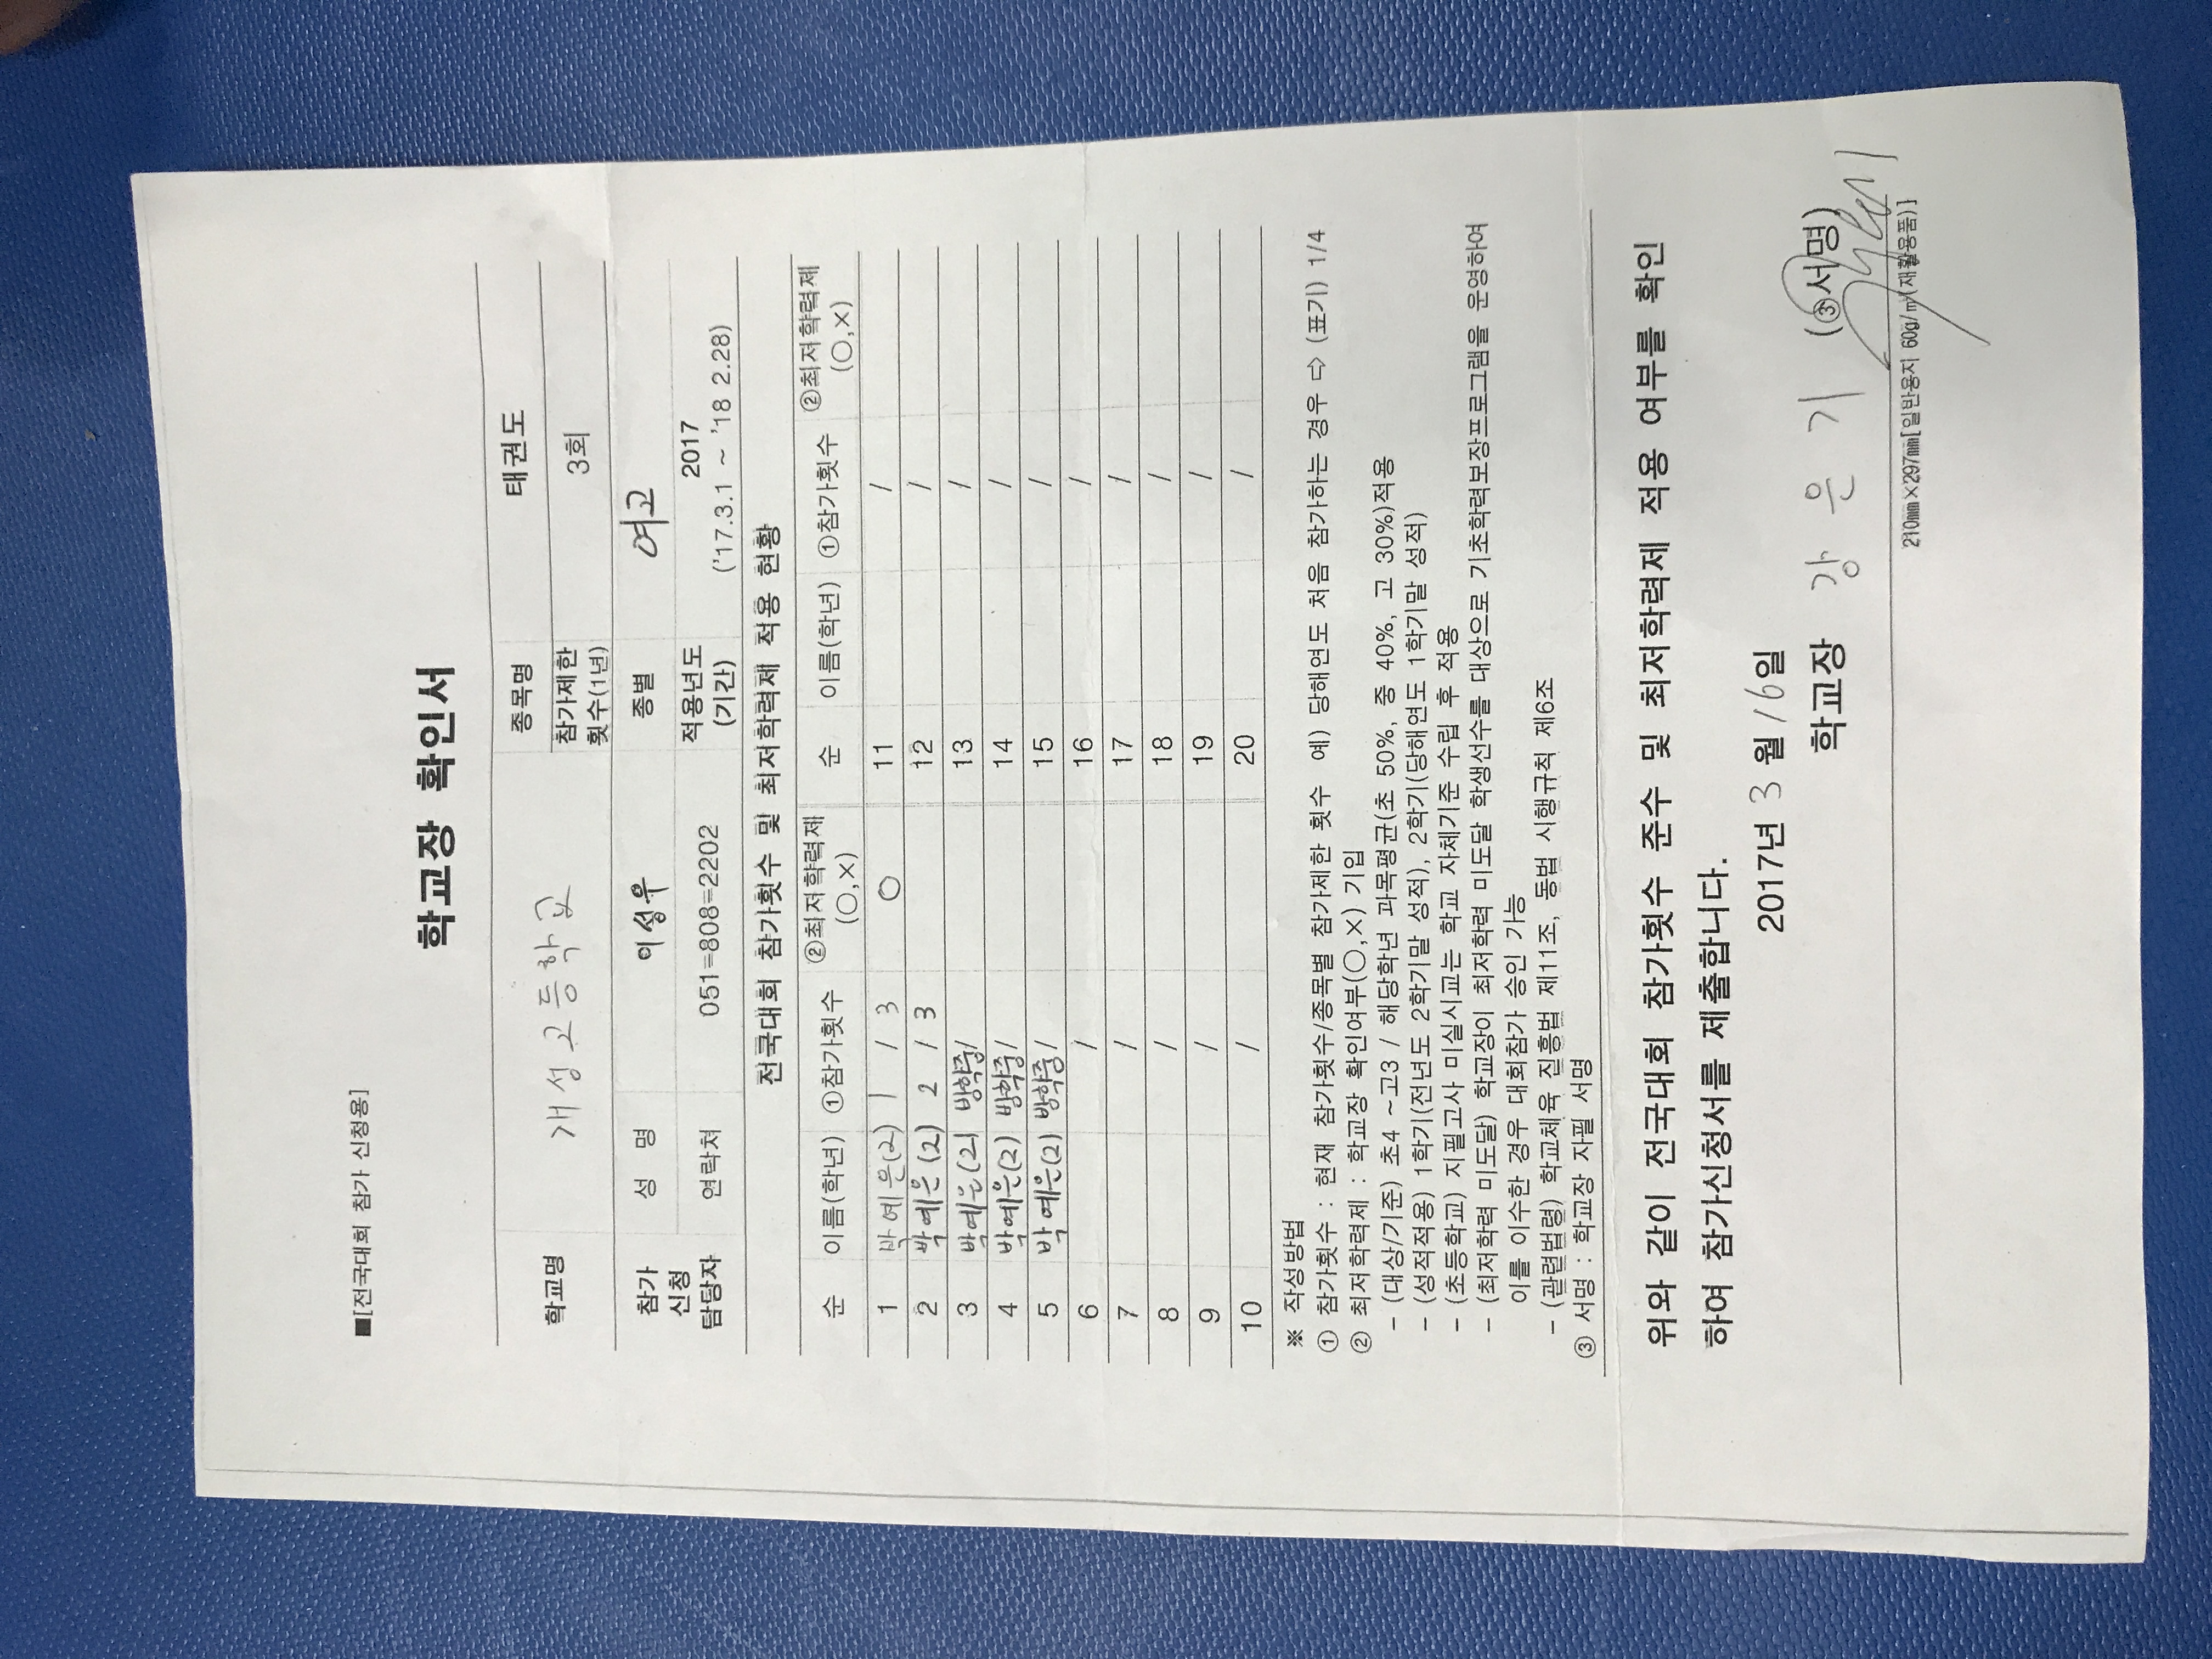 ■[전국대회 참가 신청용]
학교장 확인서
학교명 개성고등학교 종목명 태권도
참가제한 횟수(1년) 3회
참가 신청 담당자 성 명 이성우 종별 여고
연락처 051=808=2202 적용년도 (기간) 2017 ('17.3.1 ~ '18 2.28)
전국대회 참가횟수 및 최저학력제 적용 현황
순 이름(학년) ①참가횟수 ②최저학력제 (○,×) 순 이름(학년) ①참가횟수 ②최저학력제 (○,×)
1 박예은(2) 1 / 3 ○ 11 /
2 박예은(2) 2 / 3 12 /
3 박예은(2) 방학중/ 13 /
4 박예은(2) 방학중/ 14 /
5 박예은(2) 방학중/ 15 /
6 / 16 /
7 / 17 /
8 / 18 /
9 / 19 /
10 / 20 /
※ 작성방법
① 참가횟수 : 현재 참가횟수/종목별 참가제한 횟수 예) 당해연도 처음 참가하는 경우 ⇨ (표기) 1/4
② 최저학력제 : 학교장 확인여부(○,×) 기입
- (대상/기준) 초4 ~고3 / 해당학년 과목평균(초 50%, 중 40%, 고 30%)적용
- (성적적용) 1학기(전년도 2학기말 성적), 2학기(당해연도 1학기말 성적)
- (초등학교) 지필고사 미실시교는 학교 자체기준 수립 후 적용
- (최저학력 미도달) 학교장이 최저학력 미도달 학생선수를 대상으로 기초학력보장프로그램을 운영하여
이를 이수한 경우 대회참가 승인 가능
- (관련법령) 학교체육 진흥법 제11조, 동법 시행규칙 제6조
③ 서명 : 학교장 자필 서명
위와 같이 전국대회 참가횟수 준수 및 최저학력제 적용 여부를 확인
하여 참가신청서를 제출합니다.
2017년 3월 16일
학교장 강은기 (③서명)
210㎜×297㎜[일반용지 60g/㎡(재활용품)]